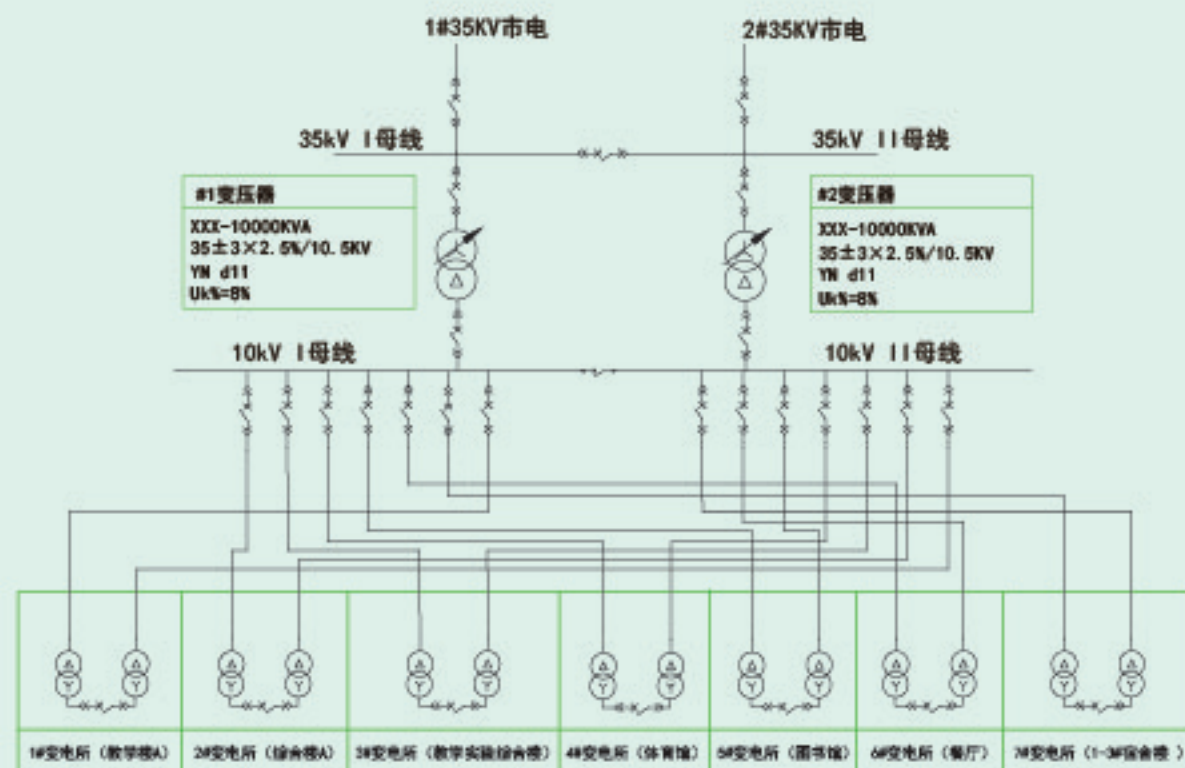 1#35KV市电
2#35KV市电
35kV I母线
35kV II母线
#1变压器
XXX-10000KVA
35±3×2.5%/10.5KV
YN d11
Uk%=8%
#2变压器
XXX-10000KVA
35±3×2.5%/10.5KV
YN d11
Uk%=8%
10kV I母线
10kV II母线
1#变电所（教学楼A）
2#变电所（综合楼A）
3#变电所（教学实验综合楼）
4#变电所（体育馆）
5#变电所（图书馆）
6#变电所（餐厅）
7#变电所（1-3#宿舍楼）